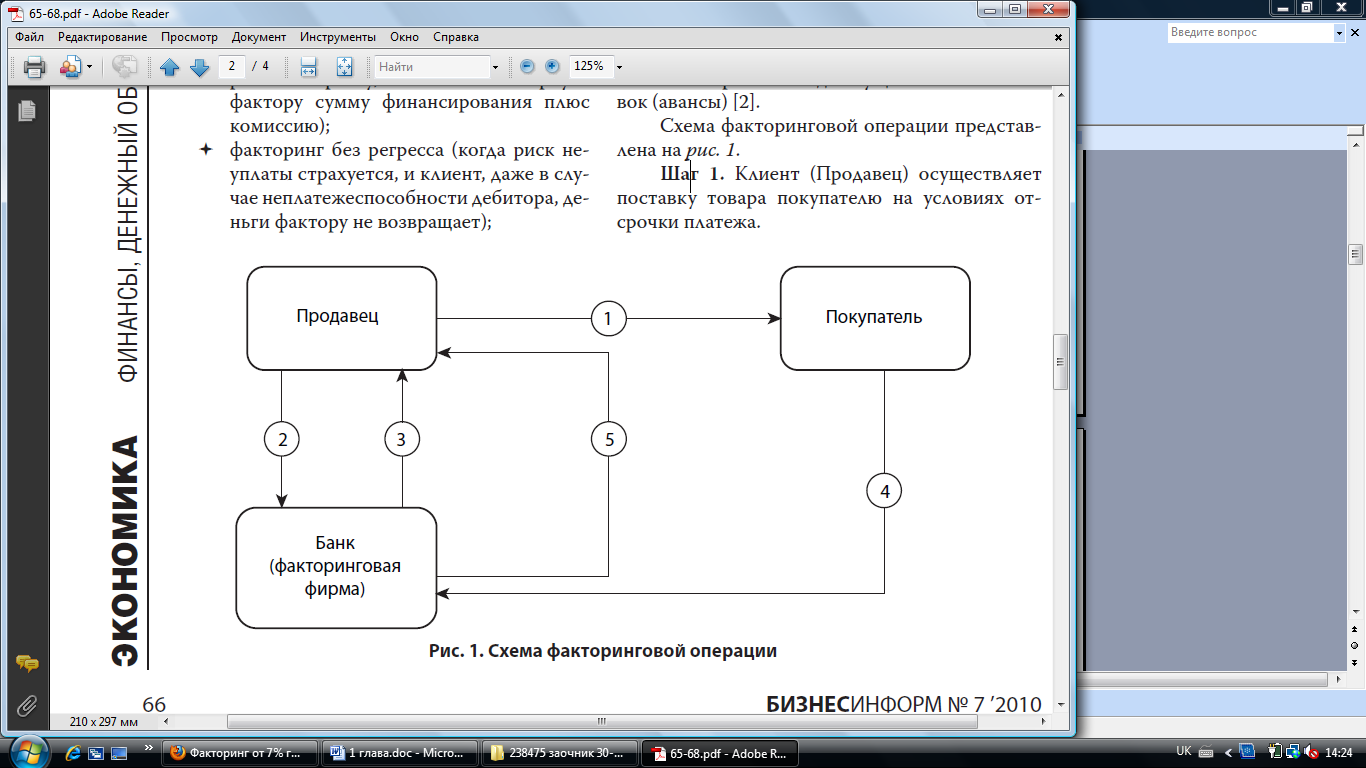 65-68.pdf - Adobe Reader
Файл Редактирование Просмотр Документ Инструменты Окно Справка
2 / 4 Найти 125%
Введите вопрос
фактору сумму финансирования плюс
комиссию);
факторинг без регресса (когда риск не-
уплаты страхуется, и клиент, даже в слу-
чае неплатежеспособности дебитора, де-
ньги фактору не возвращает);
вок (авансы) [2].
Схема факторинговой операции представ-
лена на рис. 1.
Шаг 1. Клиент (Продавец) осуществляет
поставку товара покупателю на условиях от-
срочки платежа.
ЭКОНОМИКА ФИНАНСЫ, ДЕНЕЖНЫЙ ОБ
Продавец
1
Покупатель
2
3
5
4
Банк
(факторинговая
фирма)
Рис. 1. Схема факторинговой операции
66
БИЗНЕСИНФОРМ № 7 ’2010
210 x 297 мм
Факторинг от 7% г...
1 глава.doc - Micro...
238475 заочник 30-...
65-68.pdf - Adobe R...
UK
14:24